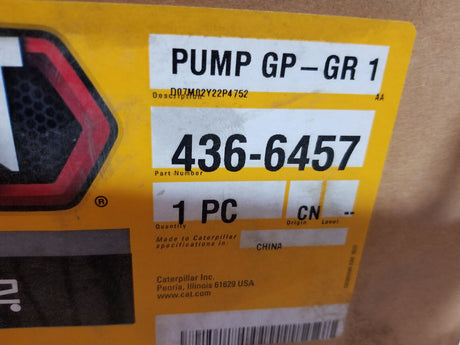 PUMP GP-GR 1
D07M02Y22P4752
Description AA
436-6457
Part Number
1 PC CN --
Quantity Origin Level
Made to Caterpillar
specifications in:
CHINA
®
Caterpillar Inc.
Peoria, Illinois 61629 USA
www.cat.com